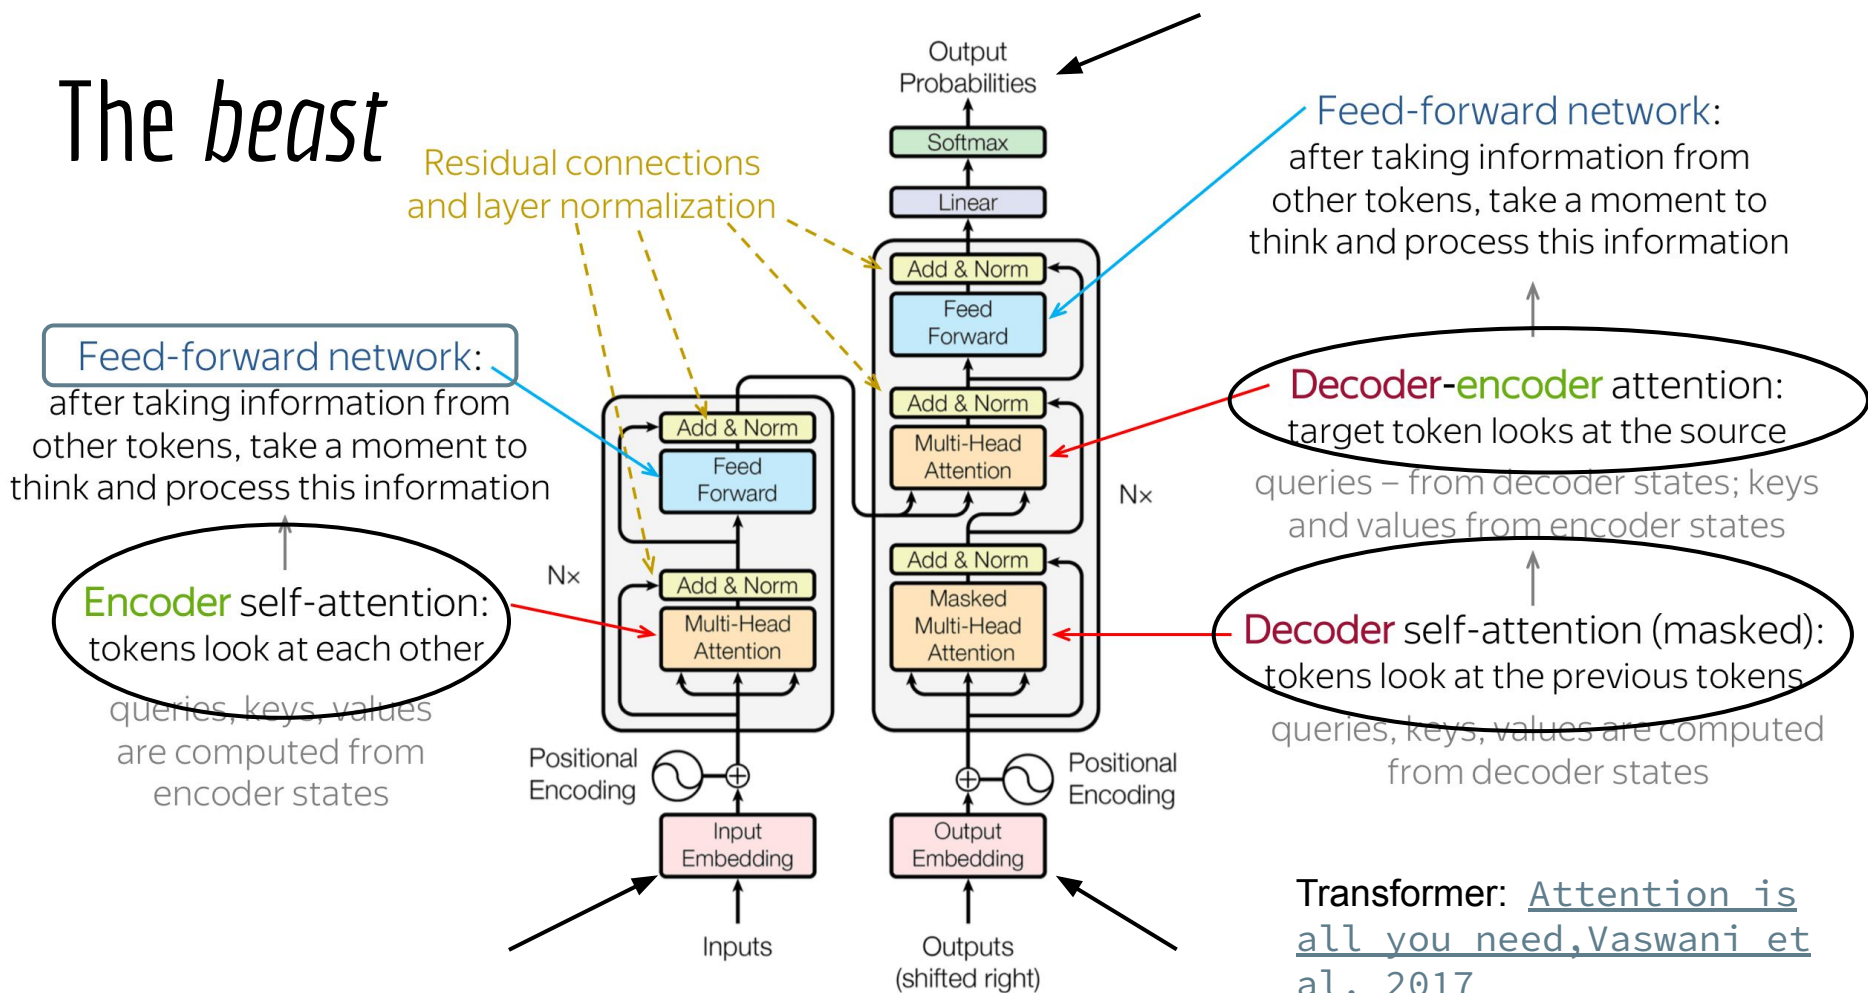 The beast
Residual connections
and layer normalization
Feed-forward network:
after taking information from
other tokens, take a moment to
think and process this information
Encoder self-attention:
tokens look at each other
queries, keys, values
are computed from
encoder states
Output
Probabilities
Softmax
Linear
Add & Norm
Feed
Forward
Add & Norm
Multi-Head
Attention
Add & Norm
Masked
Multi-Head
Attention
Nx
Add & Norm
Feed
Forward
Add & Norm
Multi-Head
Attention
Nx
Positional
Encoding
Positional
Encoding
Input
Embedding
Output
Embedding
Inputs
Outputs
(shifted right)
Feed-forward network:
after taking information from
other tokens, take a moment to
think and process this information
Decoder-encoder attention:
target token looks at the source
queries – from decoder states; keys
and values from encoder states
Decoder self-attention (masked):
tokens look at the previous tokens
queries, keys, values are computed
from decoder states
Transformer: Attention is
all you need,Vaswani et
al. 2017